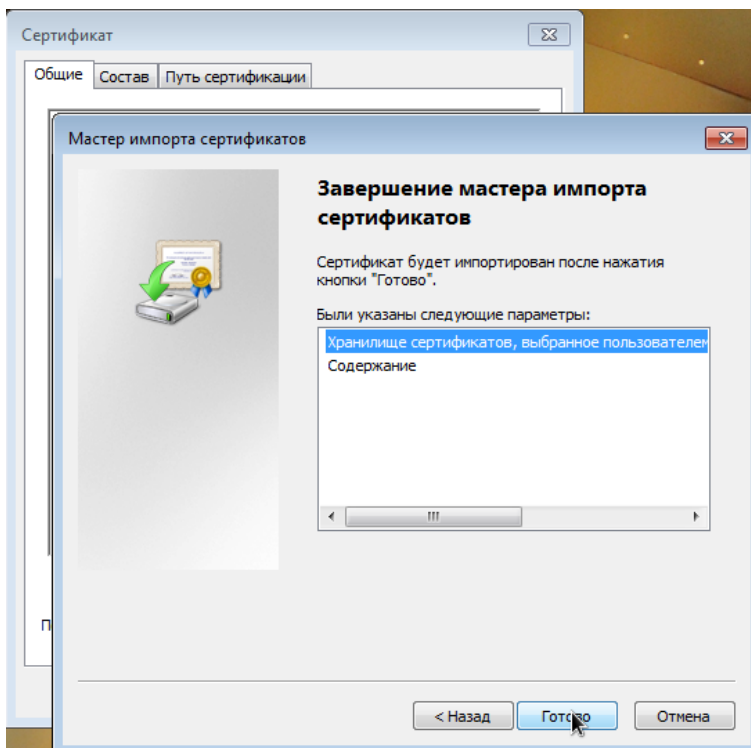 Сертификат
Общие Состав Путь сертификации
Мастер импорта сертификатов
Завершение мастера импорта
сертификатов
Сертификат будет импортирован после нажатия
кнопки "Готово".
Были указаны следующие параметры:
Хранилище сертификатов, выбранное пользователем
Содержание
< Назад Готово Отмена